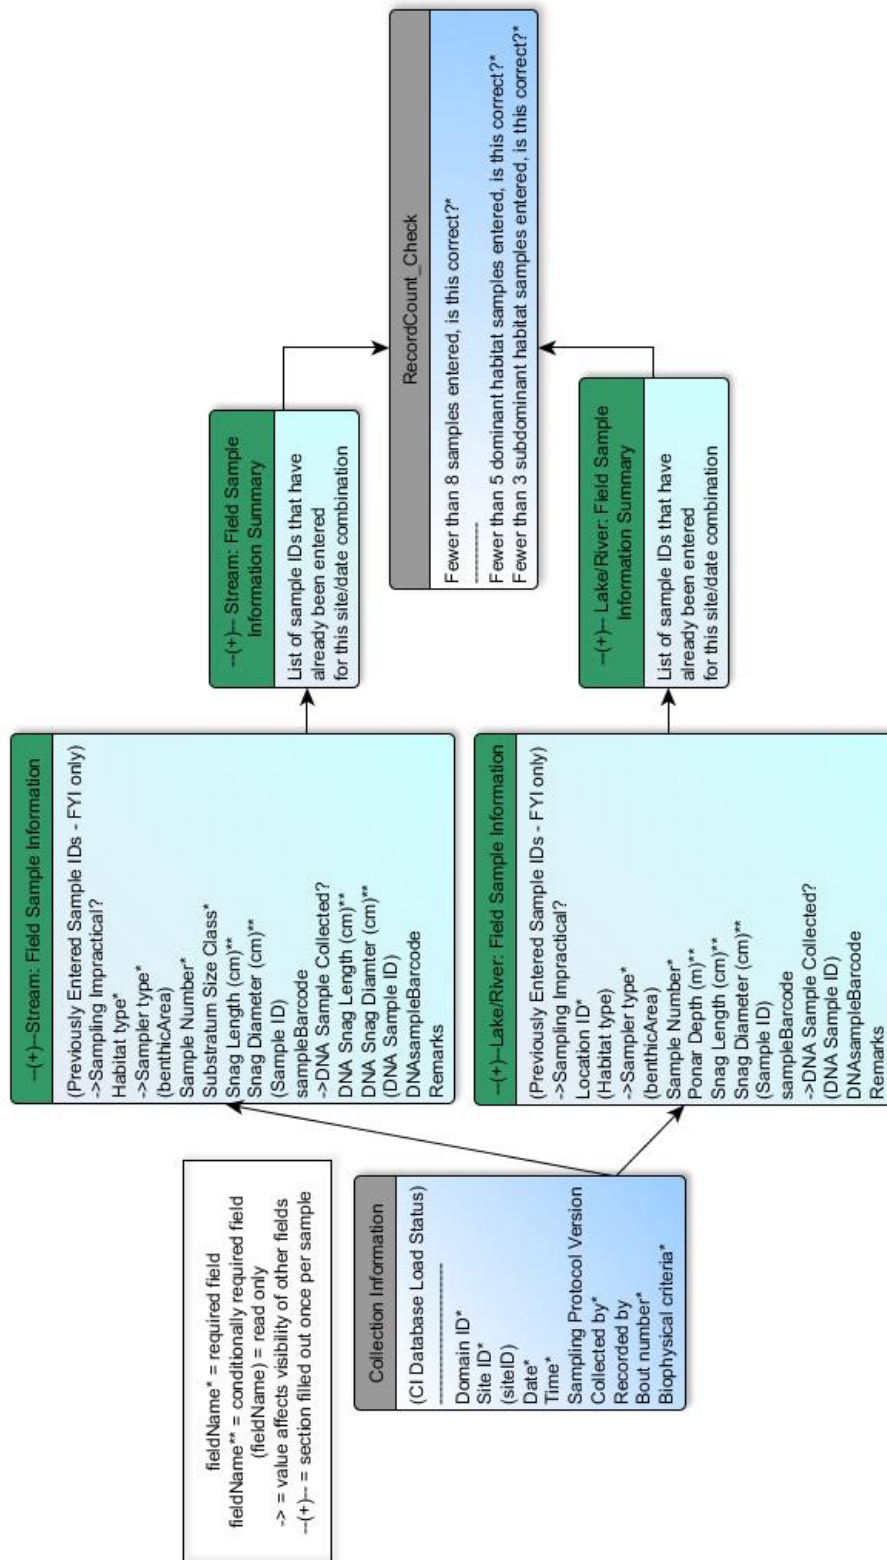 fieldName* = required field
fieldName** = conditionally required field
(fieldName) = read only
-> = value affects visibility of other fields
--(+)-- = section filled out once per sample
Collection Information
(CI Database Load Status)
--------------------
Domain ID*
Site ID*
(siteID)
Date*
Time*
Sampling Protocol Version
Collected by*
Recorded by
Bout number*
Biophysical criteria*
--(+)--Stream: Field Sample Information
(Previously Entered Sample IDs - FYI only)
->Sampling Impractical?
Habitat type*
->Sampler type*
(benthicArea)
Sample Number*
Substratum Size Class*
Snag Length (cm)**
Snag Diameter (cm)**
(Sample ID)
sampleBarcode
->DNA Sample Collected?
DNA Snag Length (cm)**
DNA Snag Diamter (cm)**
(DNA Sample ID)
DNAsampleBarcode
Remarks
--(+)--Lake/River: Field Sample Information
(Previously Entered Sample IDs - FYI only)
->Sampling Impractical?
Location ID*
(Habitat type)
->Sampler type*
(benthicArea)
Sample Number*
Ponar Depth (m)**
Snag Length (cm)**
Snag Diameter (cm)**
(Sample ID)
sampleBarcode
->DNA Sample Collected?
(DNA Sample ID)
DNAsampleBarcode
Remarks
--(+)-- Stream: Field Sample
Information Summary
List of sample IDs that have
already been entered
for this site/date combination
--(+)-- Lake/River: Field Sample
Information Summary
List of sample IDs that have
already been entered
for this site/date combination
RecordCount_Check
Fewer than 8 samples entered, is this correct?*
-----------
Fewer than 5 dominant habitat samples entered, is this correct?*
Fewer than 3 subdominant habitat samples entered, is this correct?*